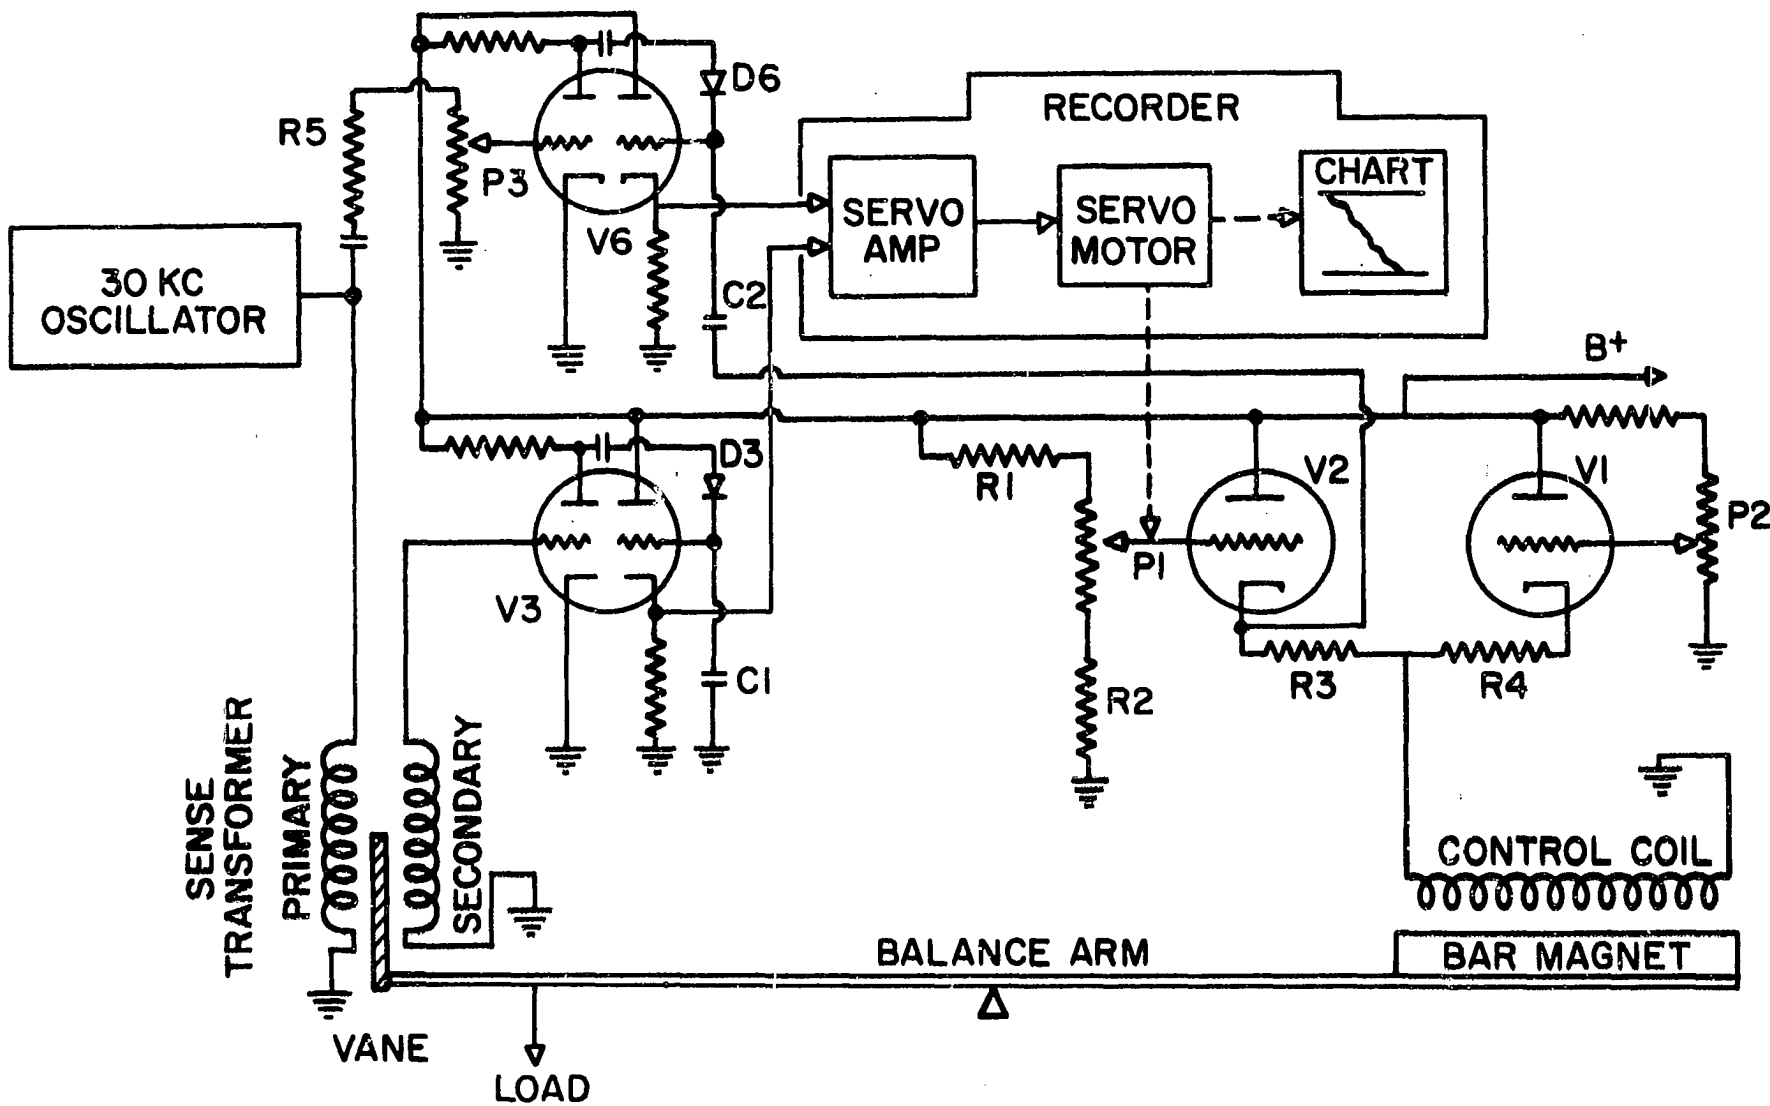 D6
RECORDER
R5
P3
CHART
SERVO
AMP
SERVO
MOTOR
V6
30 KC
OSCILLATOR
C2
B+
D3
R1
V2
V1
P2
P1
V3
C1
R2
R3
R4
SENSE
TRANSFORMER
PRIMARY
SECONDARY
CONTROL COIL
BALANCE ARM
BAR MAGNET
VANE
LOAD